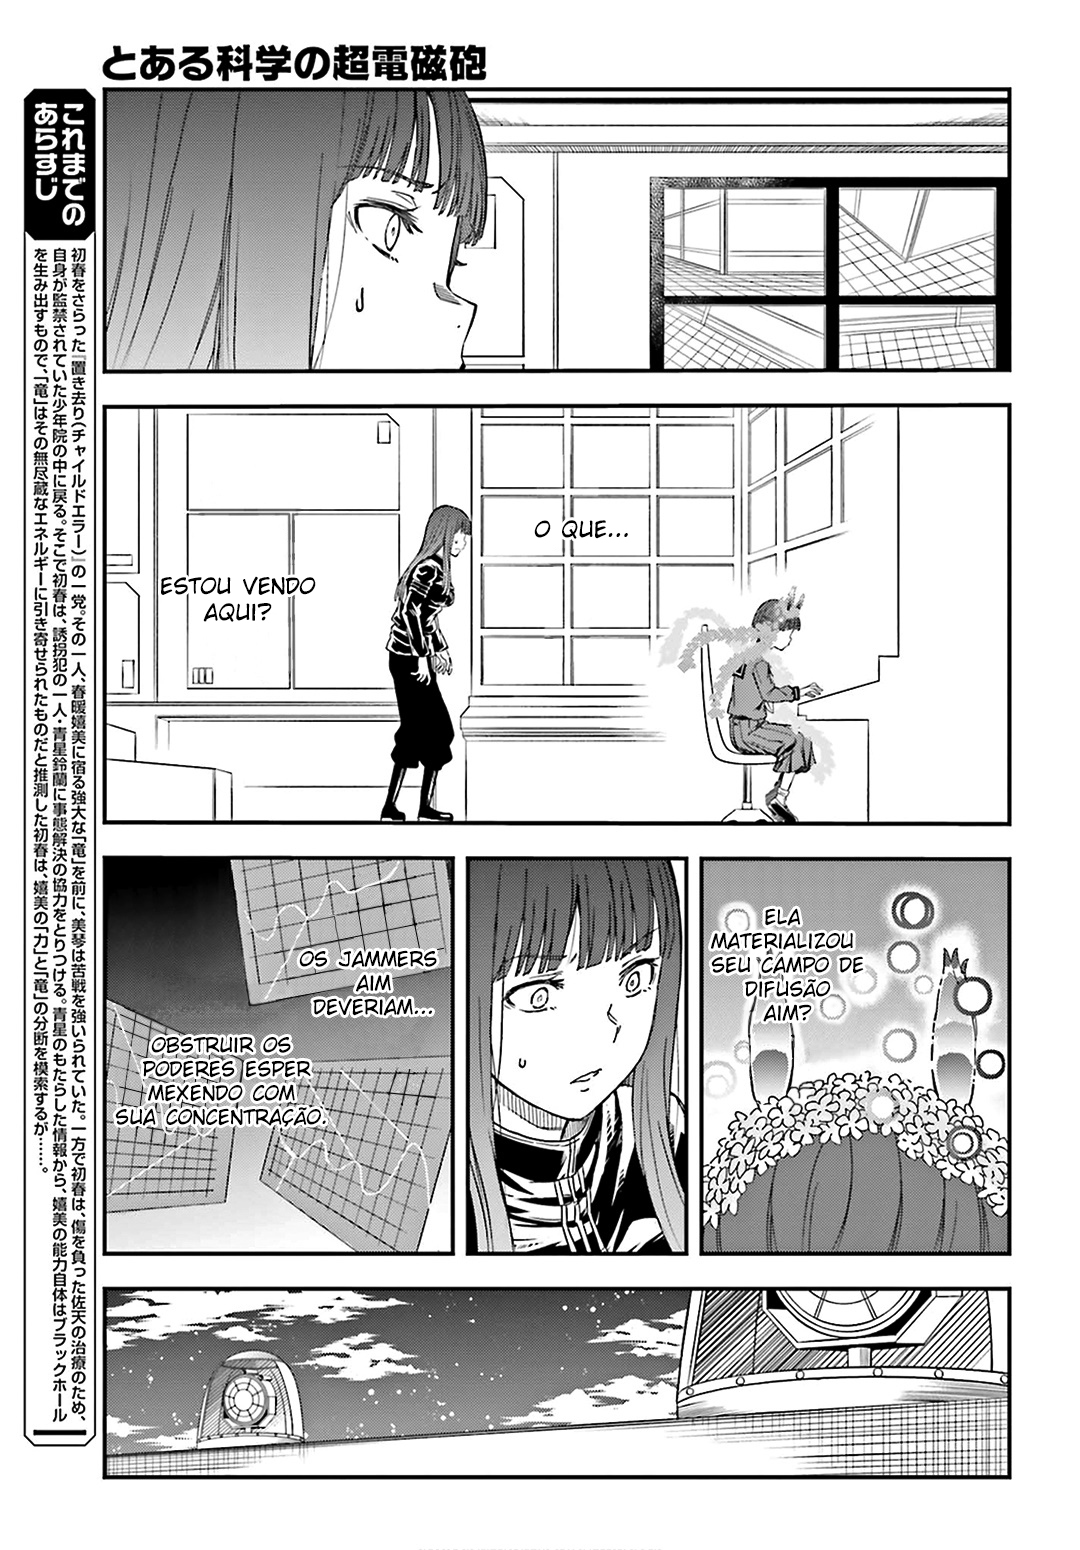 とある科学の超電磁砲
これまでの
あらすじ
初春をさらった『置き去り(チャイルドエラー)』の一党。その一人、春暖嬉美に宿る強大な「竜」を前に、美琴は苦戦を強いられていた。一方で初春は、傷を負った佐天の治療のため、
自身が監禁されていた少年院の中に戻る。そこで初春は、誘拐犯の一人・青星鈴蘭に事態解決の協力をとりつける。青星のもたらした情報から、嬉美の能力自体はブラックホール
を生み出すもので、「竜」はその無尽蔵なエネルギーに引き寄せられたものだと推測した初春は、嬉美の「力」と「竜」の分断を模索するが……。
O QUE...
ESTOU VENDO
AQUI?
ELA
MATERIALIZOU
SEU CAMPO DE
DIFUSÃO
AIM?
OS JAMMERS
AIM
DEVERIAM...
OBSTRUIR OS
PODERES ESPER
MEXENDO COM
SUA CONCENTRAÇÃO.